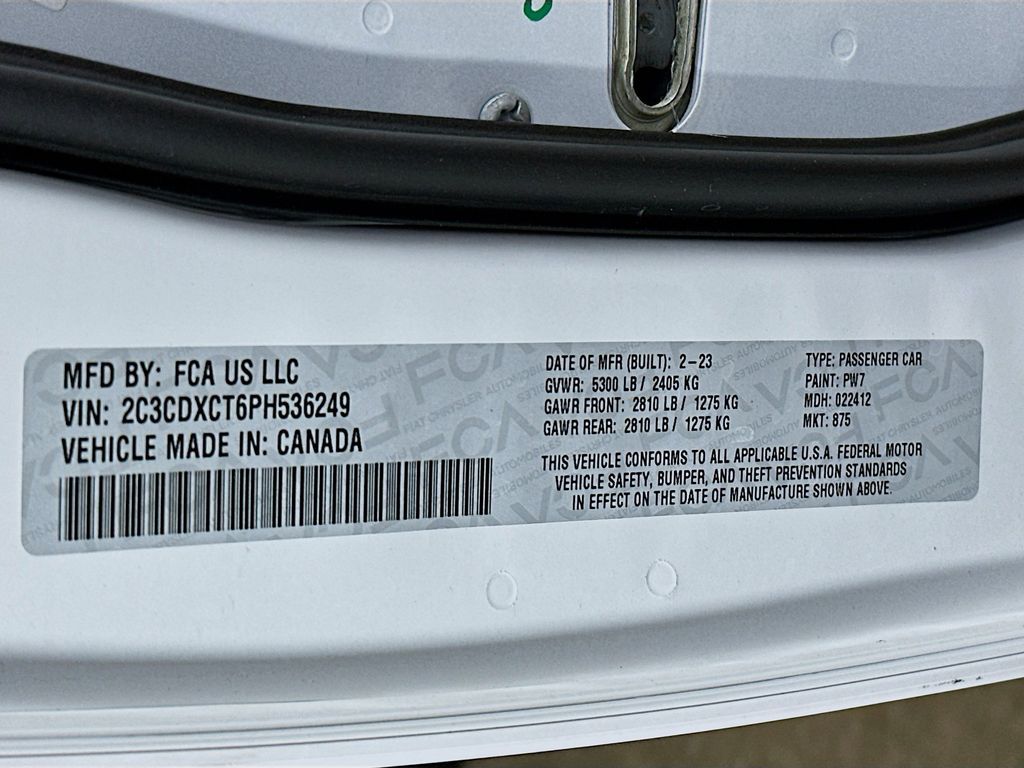 MFD BY: FCA US LLC
VIN: 2C3CDXCT6PH536249
VEHICLE MADE IN: CANADA
DATE OF MFR (BUILT): 2-23
GVWR: 5300 LB / 2405 KG
GAWR FRONT: 2810 LB / 1275 KG
GAWR REAR: 2810 LB / 1275 KG
TYPE: PASSENGER CAR
PAINT: PW7
MDH: 022412
MKT: 875
THIS VEHICLE CONFORMS TO ALL APPLICABLE U.S.A. FEDERAL MOTOR
VEHICLE SAFETY, BUMPER, AND THEFT PREVENTION STANDARDS
IN EFFECT ON THE DATE OF MANUFACTURE SHOWN ABOVE.